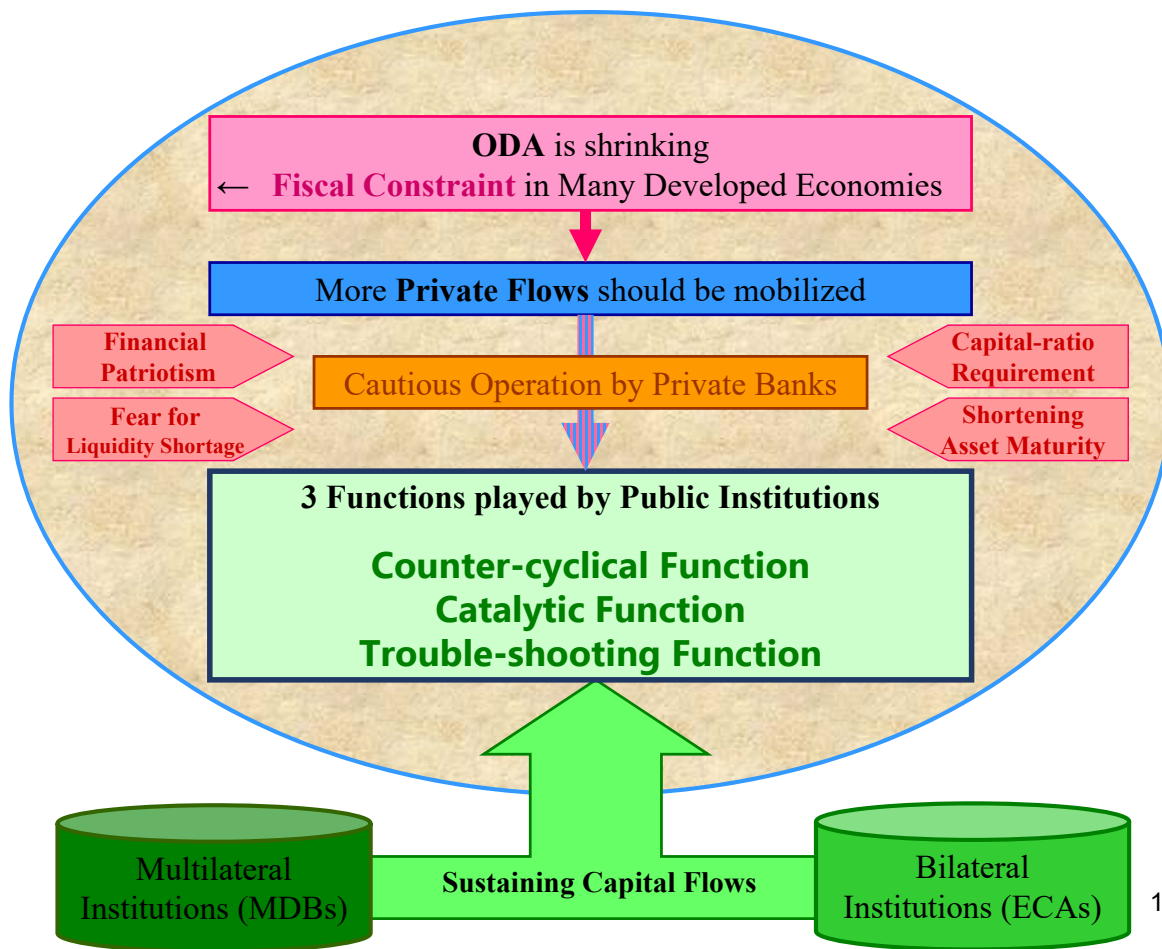 ODA is shrinking
← Fiscal Constraint in Many Developed Economies
More Private Flows should be mobilized
Financial
Patriotism
Capital-ratio
Requirement
Cautious Operation by Private Banks
Fear for
Liquidity Shortage
Shortening
Asset Maturity
3 Functions played by Public Institutions
Counter-cyclical Function
Catalytic Function
Trouble-shooting Function
Multilateral
Institutions (MDBs)
Sustaining Capital Flows
Bilateral
Institutions (ECAs)
1